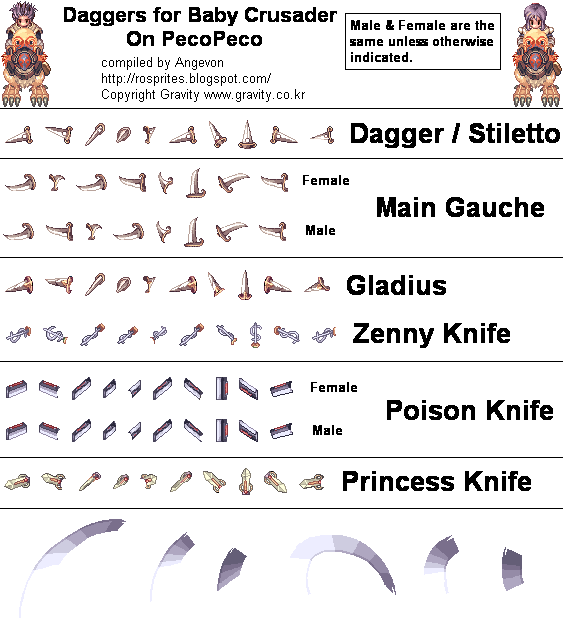 Daggers for Baby Crusader
On PecoPeco
compiled by Angevon
http://rosprites.blogspot.com/
Copyright Gravity www.gravity.co.kr
Male & Female are the
same unless otherwise
indicated.
Dagger / Stiletto
Female
Main Gauche
Male
Gladius
Zenny Knife
Female
Poison Knife
Male
Princess Knife